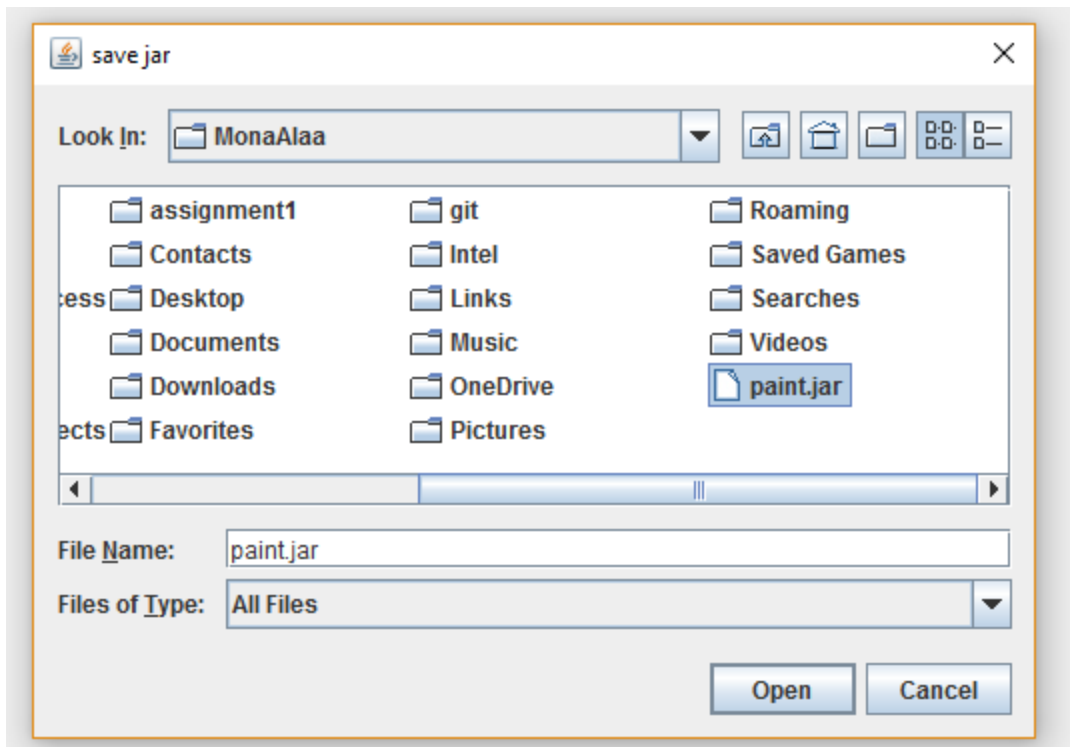 save jar
Look In: MonaAlaa
assignment1 git Roaming
Contacts Intel Saved Games
cess Desktop Links Searches
Documents Music Videos
Downloads OneDrive paint.jar
ects Favorites Pictures
File Name: paint.jar
Files of Type: All Files
Open Cancel